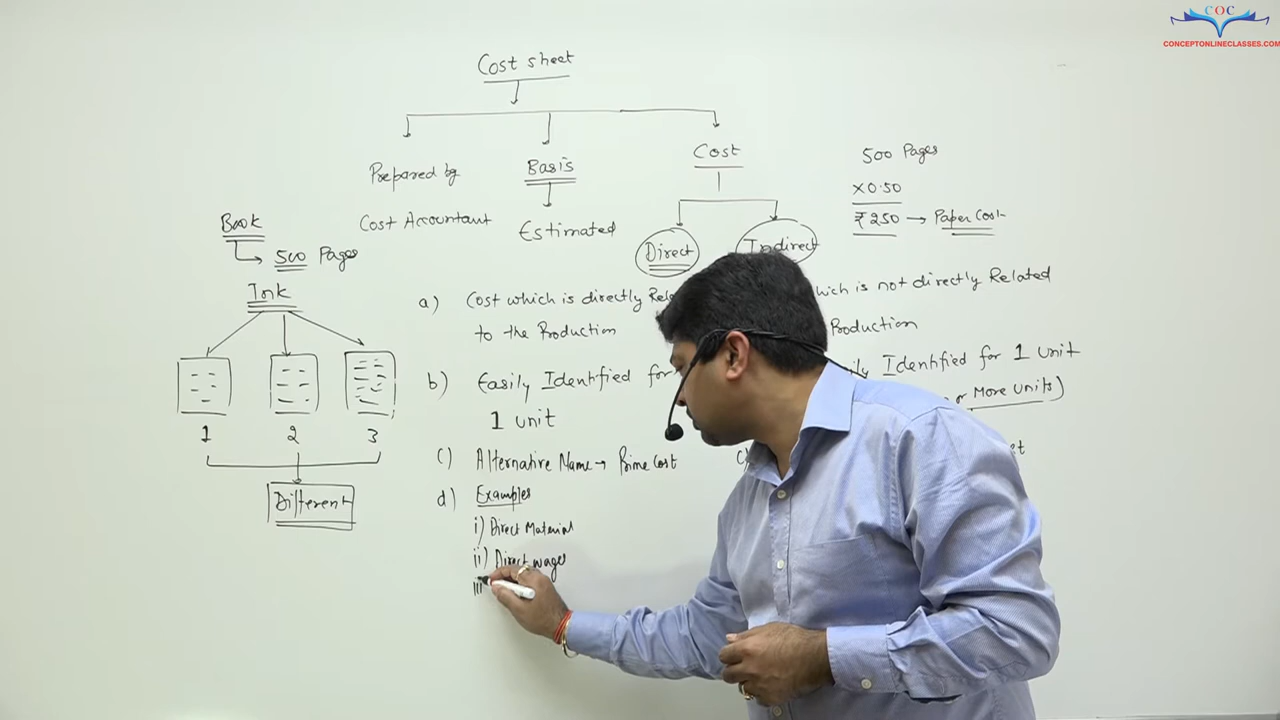 COC
CONCEPTONLINECLASSES.COM
Cost sheet
Prepared by
Cost Accountant
Basis
Estimated
Cost
Direct
Indirect
500 Pages
×0.50
₹250 → Paper Cost
Book
500 Pages
Ink
1 2 3
Different
a) Cost which is directly
to the Production
which is not directly Related
Production
b) Easily Identified for
1 unit
Identified for 1 unit
or More units)
c) Alternative Name → Prime Cost
c)
d) Examples
i) Direct Material
ii) Direct wages
iii